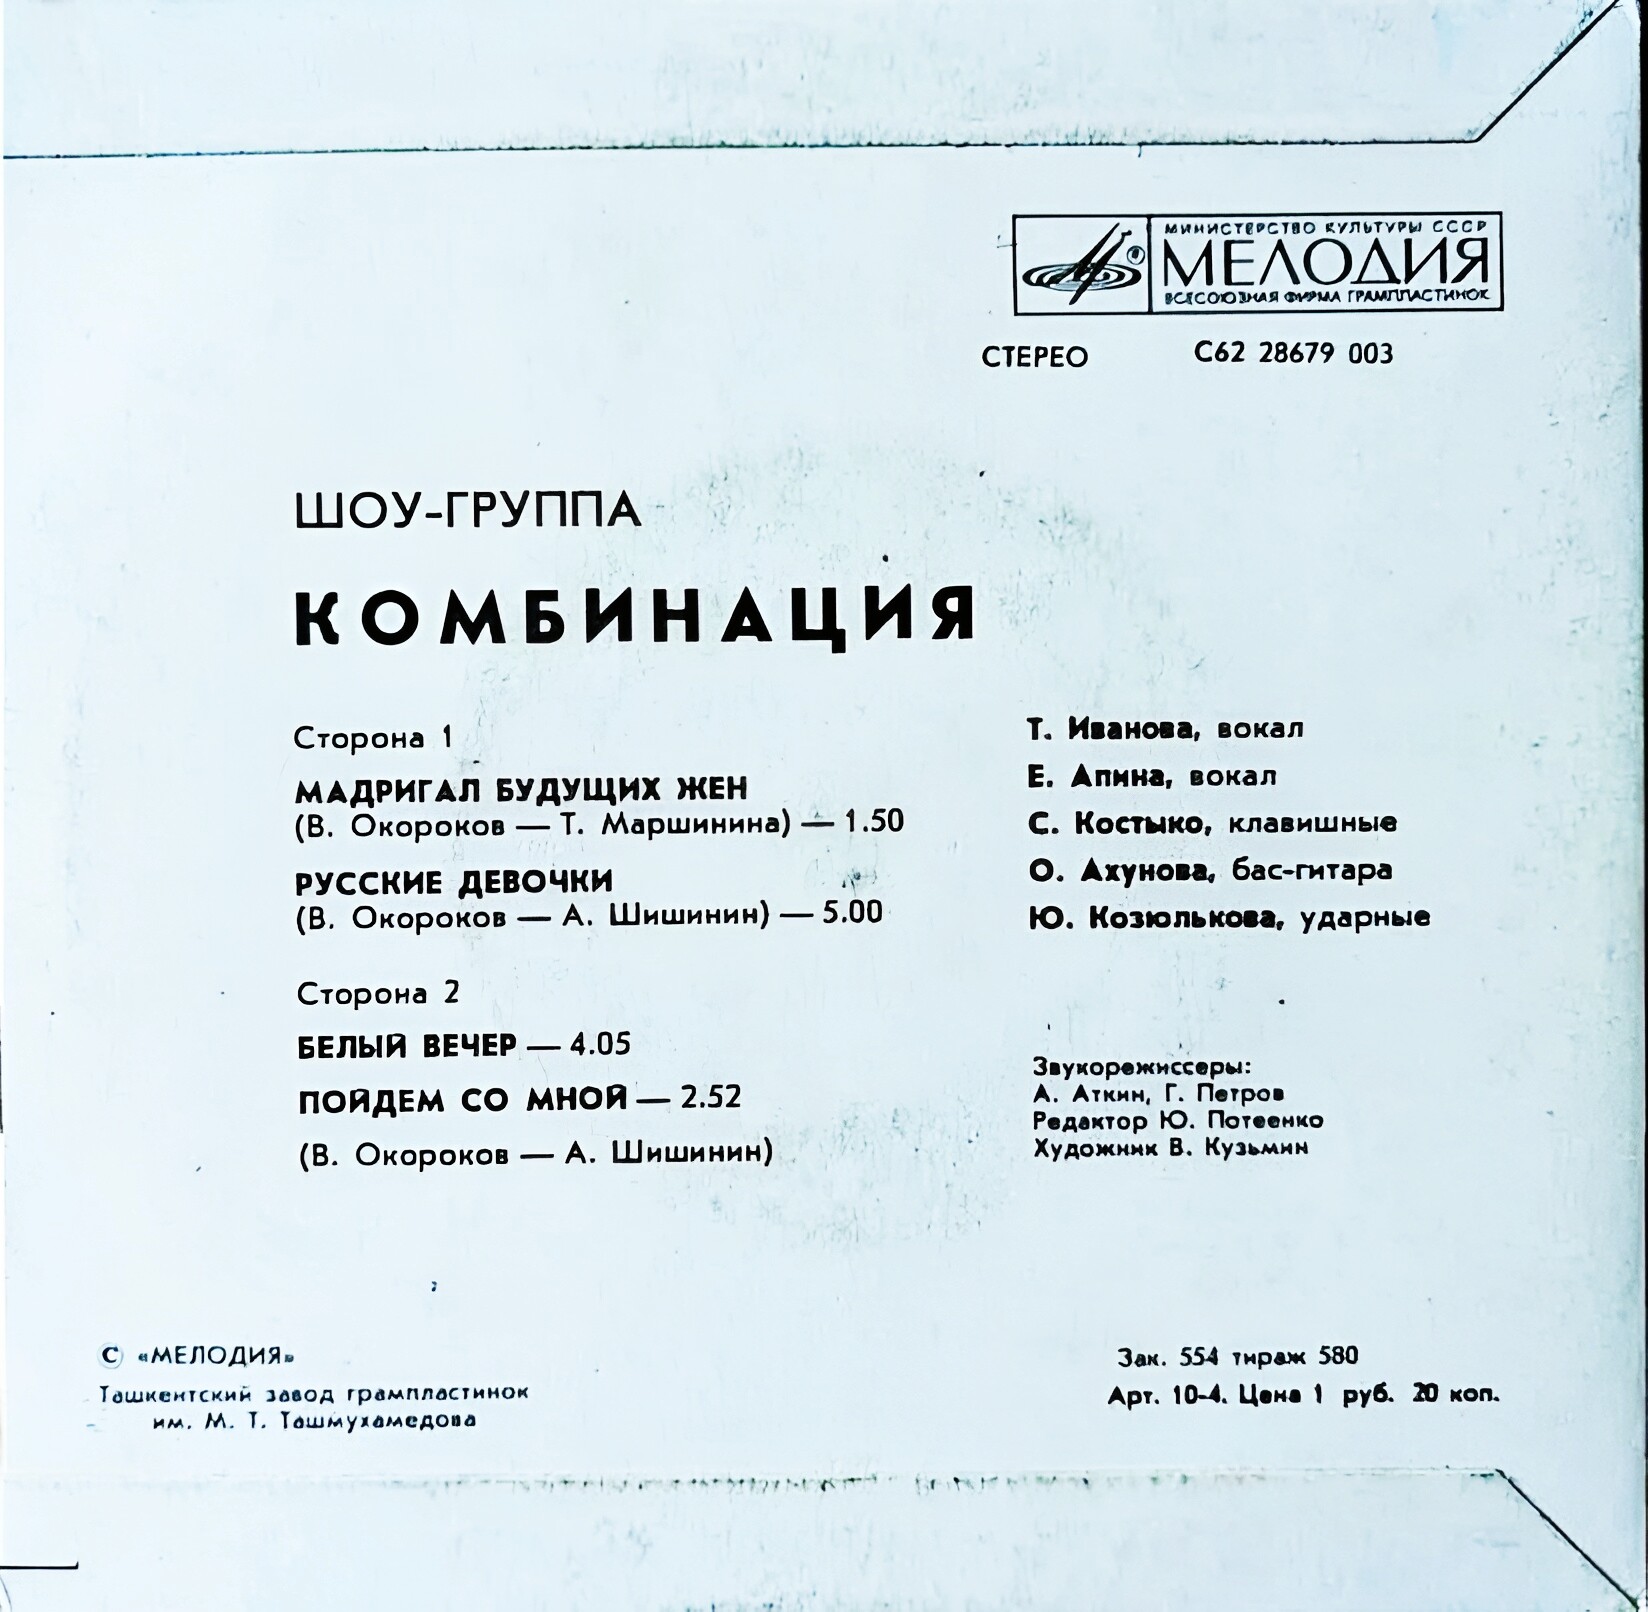 МИНИСТЕРСТВО КУЛЬТУРЫ СССР
МЕЛОДИЯ
ВСЕСОЮЗНАЯ ФИРМА ГРАМПЛАСТИНОК
СТЕРЕО С62 28679 003
ШОУ-ГРУППА
КОМБИНАЦИЯ
Сторона 1
МАДРИГАЛ БУДУЩИХ ЖЕН
(В. Окороков — Т. Маршинина) — 1.50
РУССКИЕ ДЕВОЧКИ
(В. Окороков — А. Шишинин) — 5.00
Сторона 2
БЕЛЫЙ ВЕЧЕР — 4.05
ПОЙДЕМ СО МНОЙ — 2.52
(В. Окороков — А. Шишинин)
Т. Иванова, вокал
Е. Апина, вокал
С. Костыко, клавишные
О. Ахунова, бас-гитара
Ю. Козюлькова, ударные
Звукорежиссеры:
А. Аткин, Г. Петров
Редактор Ю. Потеенко
Художник В. Кузьмин
© «МЕЛОДИЯ»
Ташкентский завод грампластинок
им. М. Т. Ташмухамедова
Зак. 554 тираж 580
Арт. 10-4. Цена 1 руб. 20 коп.